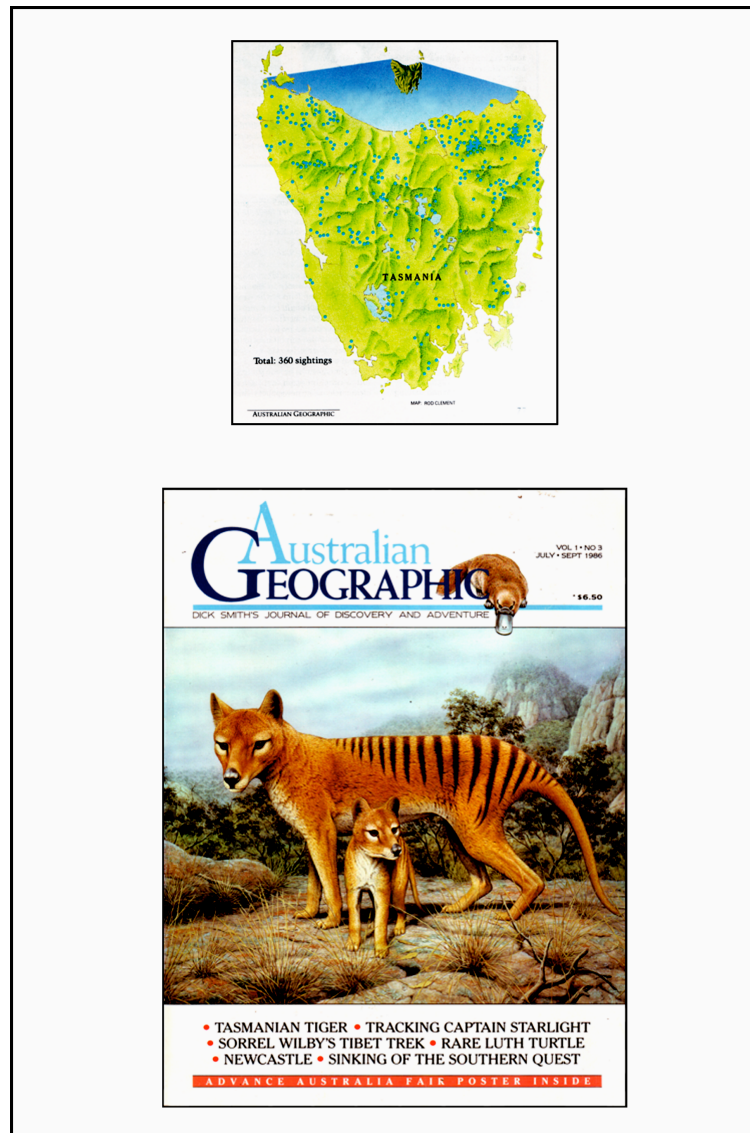 TASMANIA
Total: 360 sightings
MAP: ROD CLEMENT
AUSTRALIAN GEOGRAPHIC
Australian
GEOGRAPHIC
VOL 1 • NO 3
JULY • SEPT 1986
$6.50
DICK SMITH'S JOURNAL OF DISCOVERY AND ADVENTURE
• TASMANIAN TIGER • TRACKING CAPTAIN STARLIGHT
• SORREL WILBY'S TIBET TREK • RARE LUTH TURTLE
• NEWCASTLE • SINKING OF THE SOUTHERN QUEST
ADVANCE AUSTRALIA FAIR POSTER INSIDE